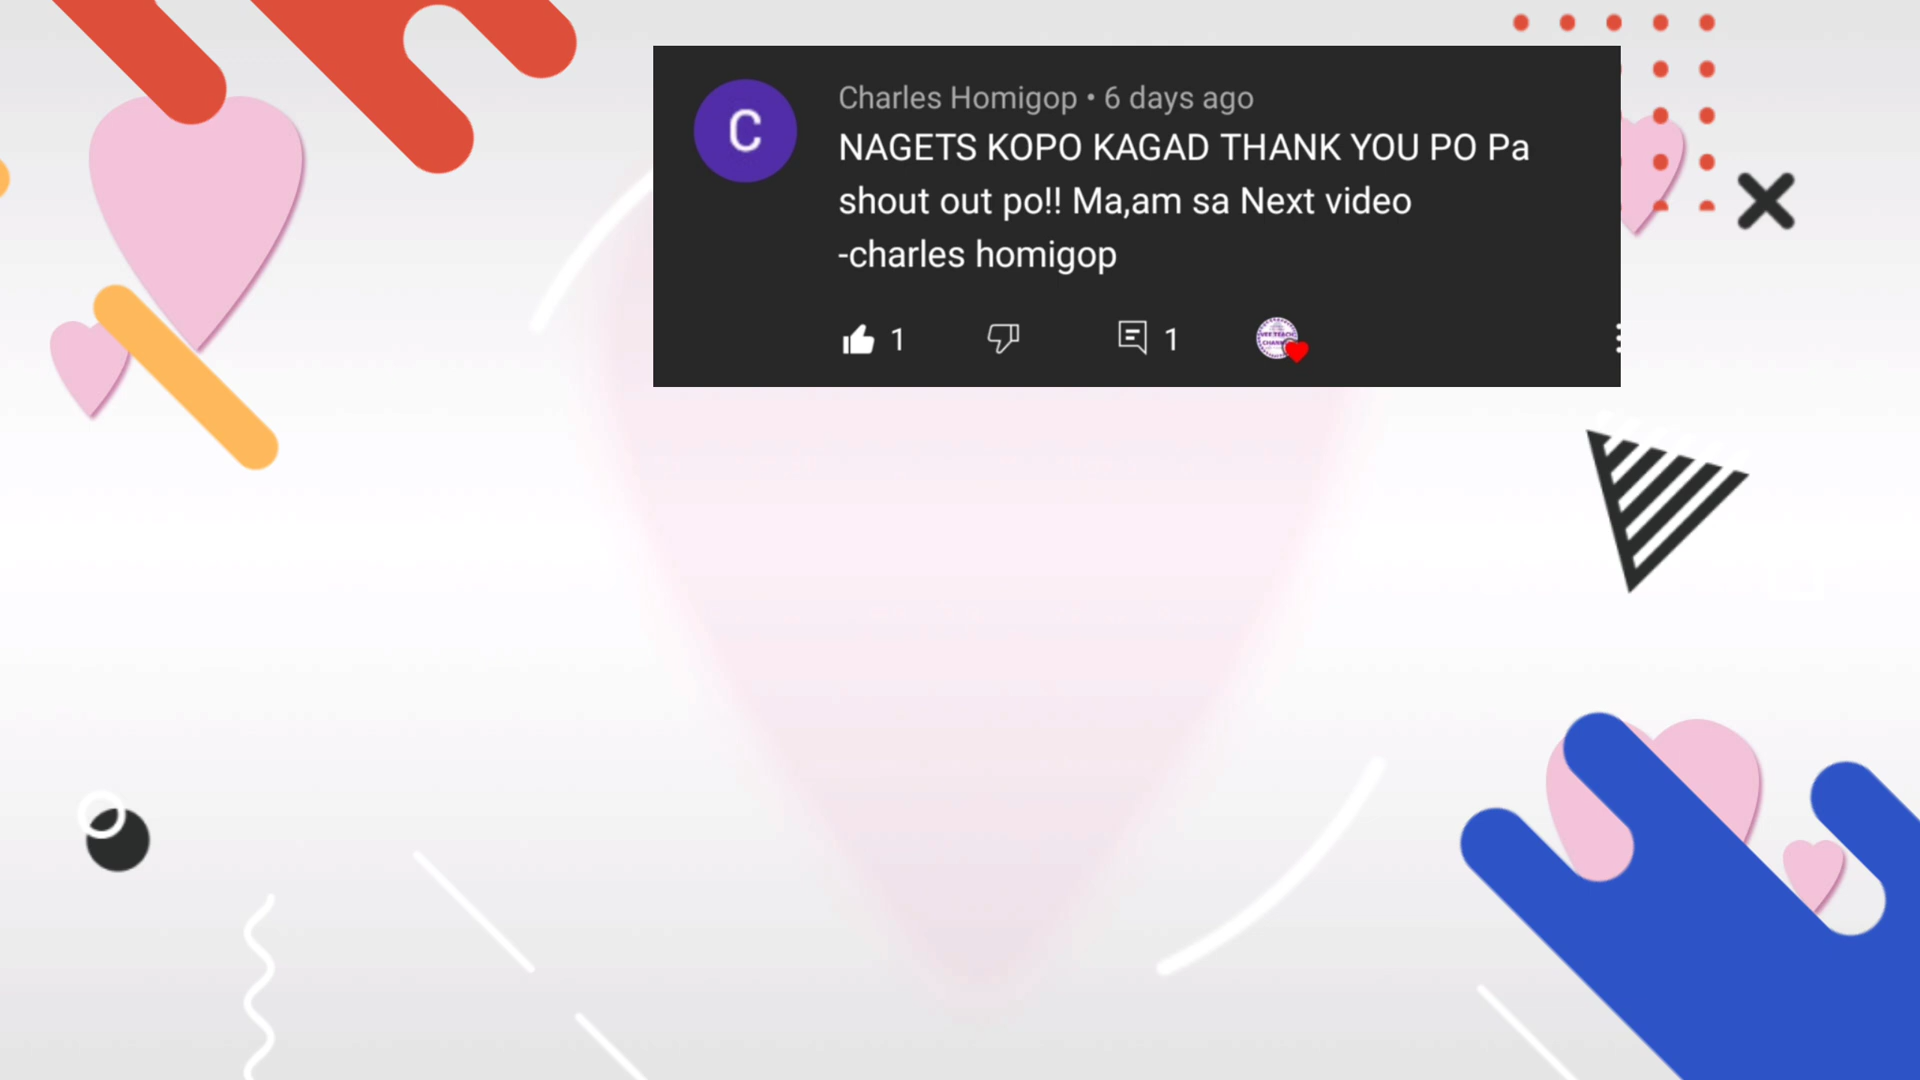 C
Charles Homigop • 6 days ago
NAGETS KOPO KAGAD THANK YOU PO Pa
shout out po!! Ma,am sa Next video
-charles homigop
1
1